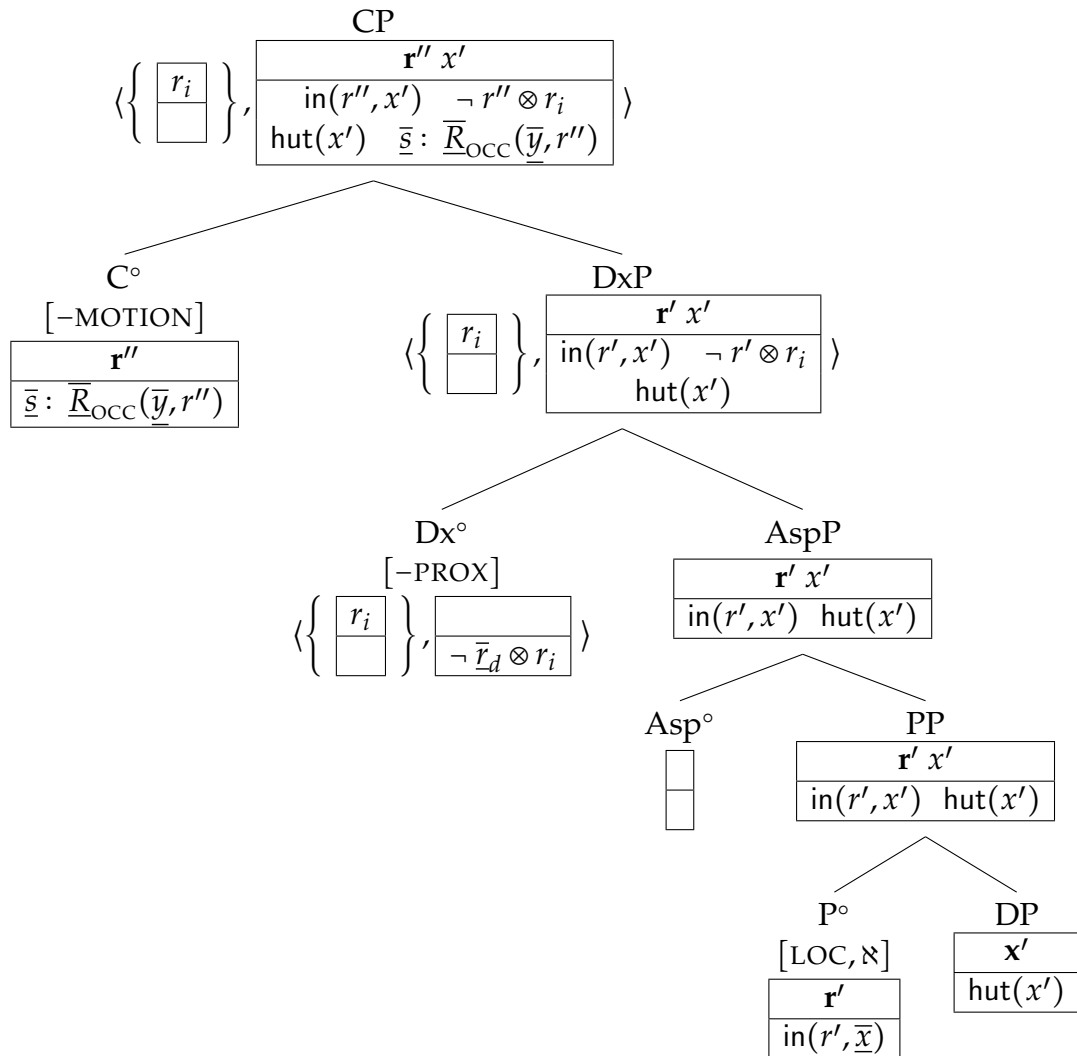 CP
r″ x′
⟨{ r_i }, in(r″, x′) ¬ r″ ⊗ r_i ⟩
hut(x′) s̲̅ : R̲̅_OCC(y̲̅, r″)
C° DxP
[−MOTION]
r″
s̲̅ : R̲̅_OCC(y̲̅, r″)
r′ x′
⟨{ r_i }, in(r′, x′) ¬ r′ ⊗ r_i ⟩
hut(x′)
Dx° AspP
[−PROX]
⟨{ r_i }, ¬ r̲̅_d ⊗ r_i ⟩
r′ x′
in(r′, x′) hut(x′)
Asp° PP
r′ x′
in(r′, x′) hut(x′)
P° DP
[LOC, ℵ]
r′
in(r′, x̲̅)
x′
hut(x′)